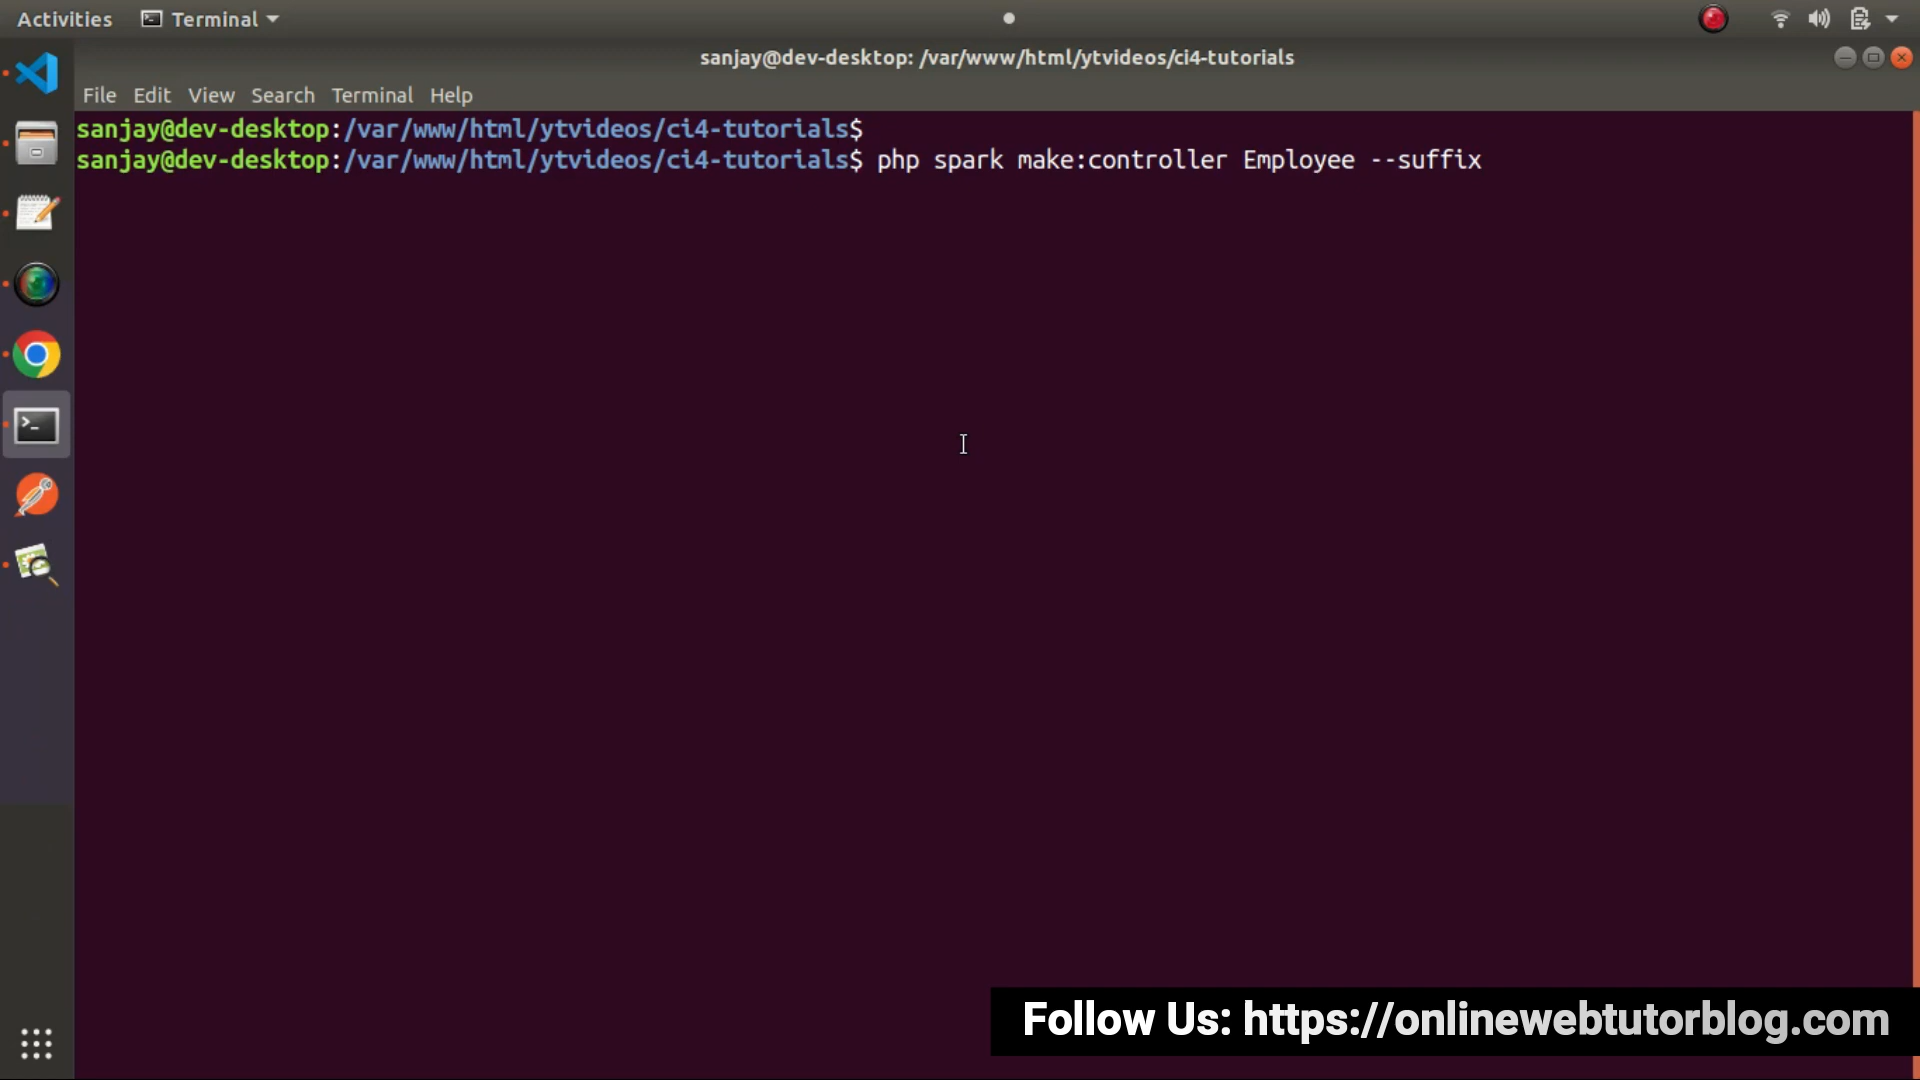 Activities Terminal
sanjay@dev-desktop: /var/www/html/ytvideos/ci4-tutorials
File Edit View Search Terminal Help
sanjay@dev-desktop:/var/www/html/ytvideos/ci4-tutorials$
sanjay@dev-desktop:/var/www/html/ytvideos/ci4-tutorials$ php spark make:controller Employee --suffix
Follow Us: https://onlinewebtutorblog.com